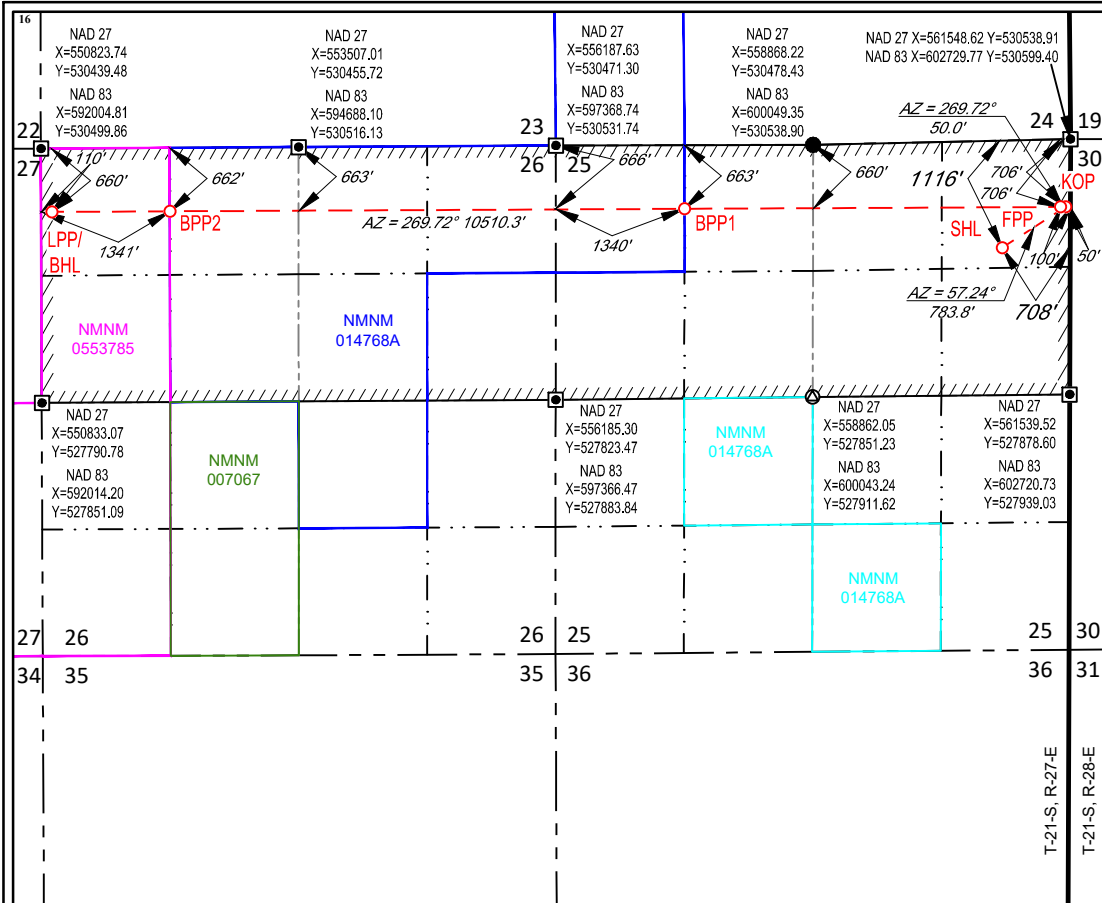 16
NAD 27
X=550823.74
Y=530439.48
NAD 83
X=592004.81
Y=530499.86
NAD 27
X=553507.01
Y=530455.72
NAD 83
X=594688.10
Y=530516.13
NAD 27
X=556187.63
Y=530471.30
NAD 83
X=597368.74
Y=530531.74
NAD 27
X=558868.22
Y=530478.43
NAD 83
X=600049.35
Y=530538.90
NAD 27 X=561548.62 Y=530538.91
NAD 83 X=602729.77 Y=530599.40
AZ = 269.72°
50.0'
22
27
23
26
25
24
19
30
110'
660'
662'
663'
666'
663'
660'
1116'
706'
706'
KOP
LPP/
BHL
1341'
BPP2
AZ = 269.72° 10510.3'
1340'
BPP1
SHL
FPP
100'
50'
AZ = 57.24°
783.8'
708'
NMNM
0553785
NMNM
014768A
NAD 27
X=550833.07
Y=527790.78
NAD 83
X=592014.20
Y=527851.09
NMNM
007067
NAD 27
X=556185.30
Y=527823.47
NAD 83
X=597366.47
Y=527883.84
NMNM
014768A
NAD 27
X=558862.05
Y=527851.23
NAD 83
X=600043.24
Y=527911.62
NAD 27
X=561539.52
Y=527878.60
NAD 83
X=602720.73
Y=527939.03
NMNM
014768A
27
26
34
35
26
25
35
36
25
30
36
31
T-21-S, R-27-E
T-21-S, R-28-E